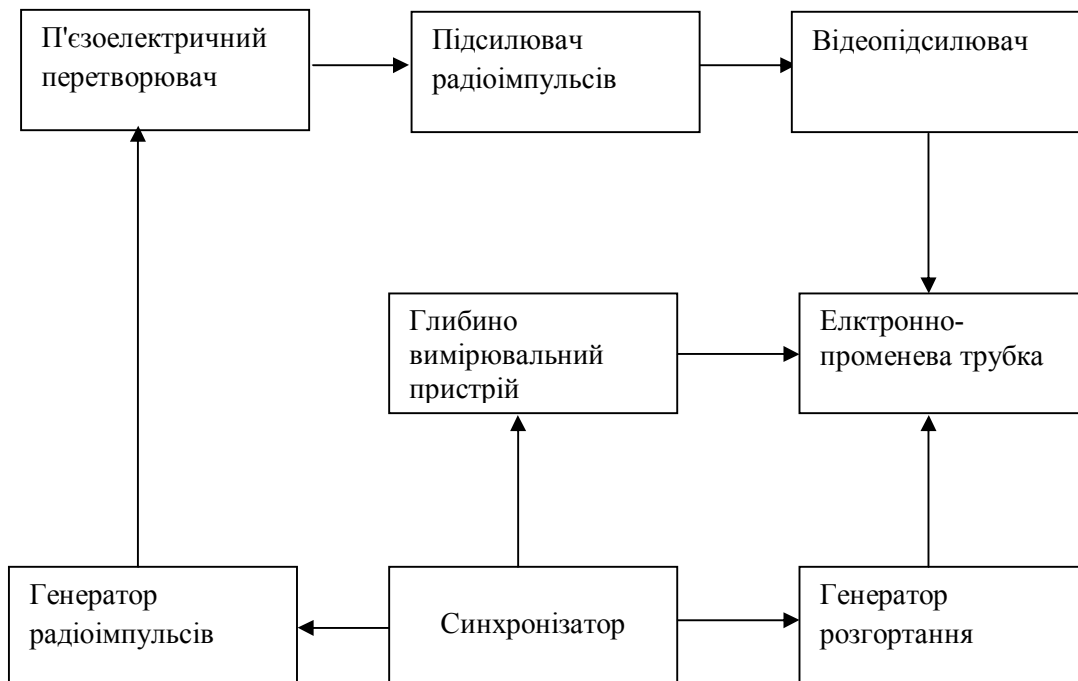 П'єзоелектричний
перетворювач
Підсилювач
радіоімпульсів
Відеопідсилювач
Глибино
вимірювальний
пристрій
Елктронно-
променева трубка
Генератор
радіоімпульсів
Синхронізатор
Генератор
розгортання